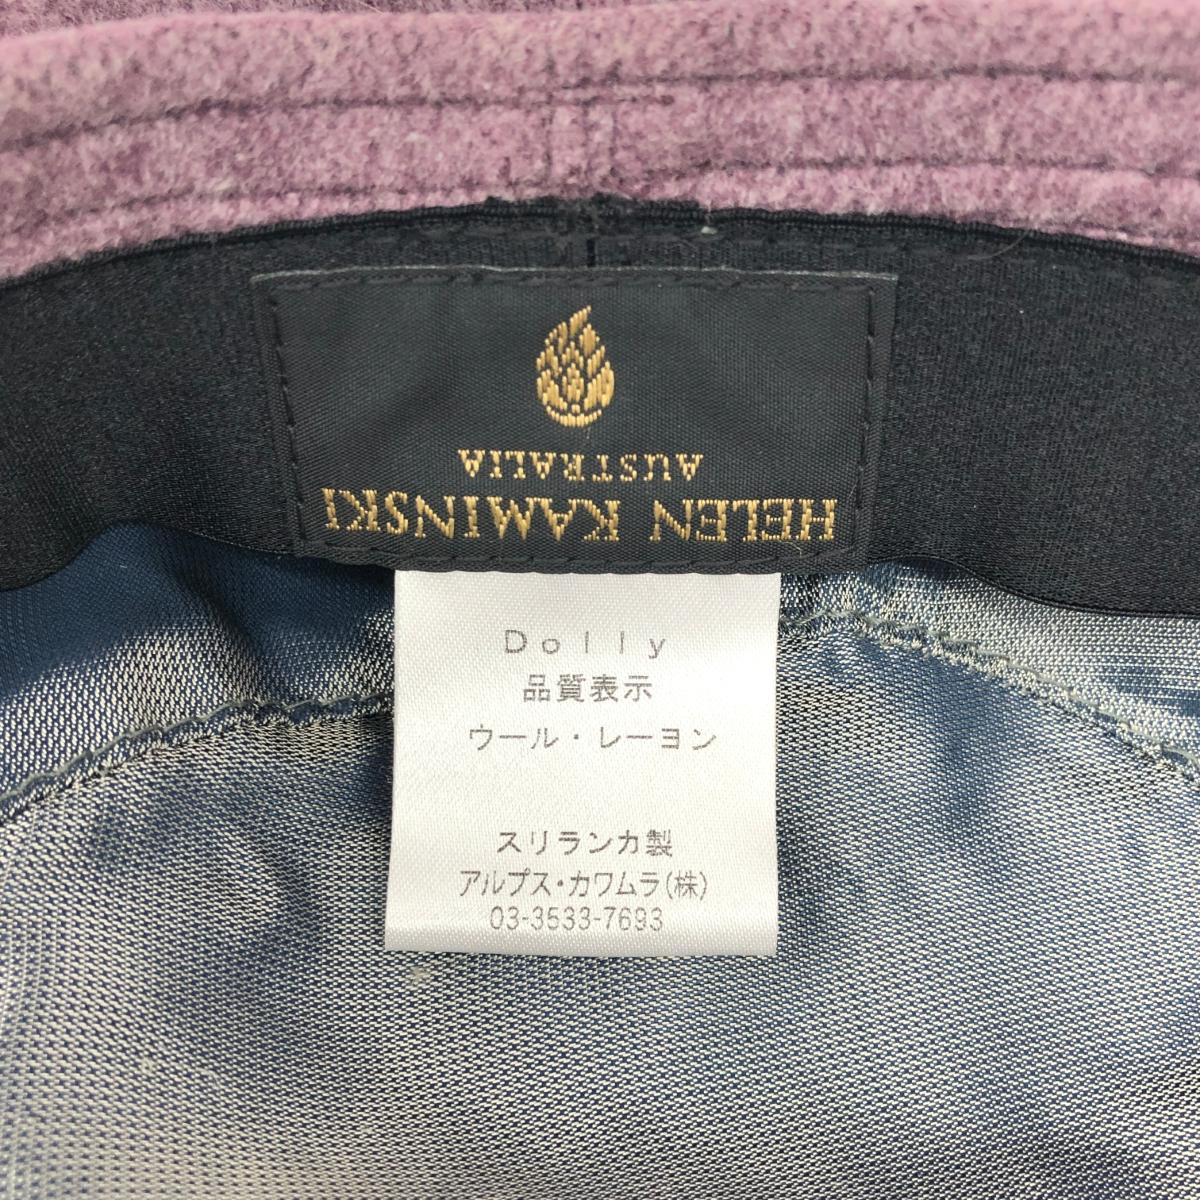 HELEN KAMINSKI
AUSTRALIA
Ｄｏｌｌｙ
品質表示
ウール・レーヨン
スリランカ製
アルプス・カワムラ(株)
03-3533-7693